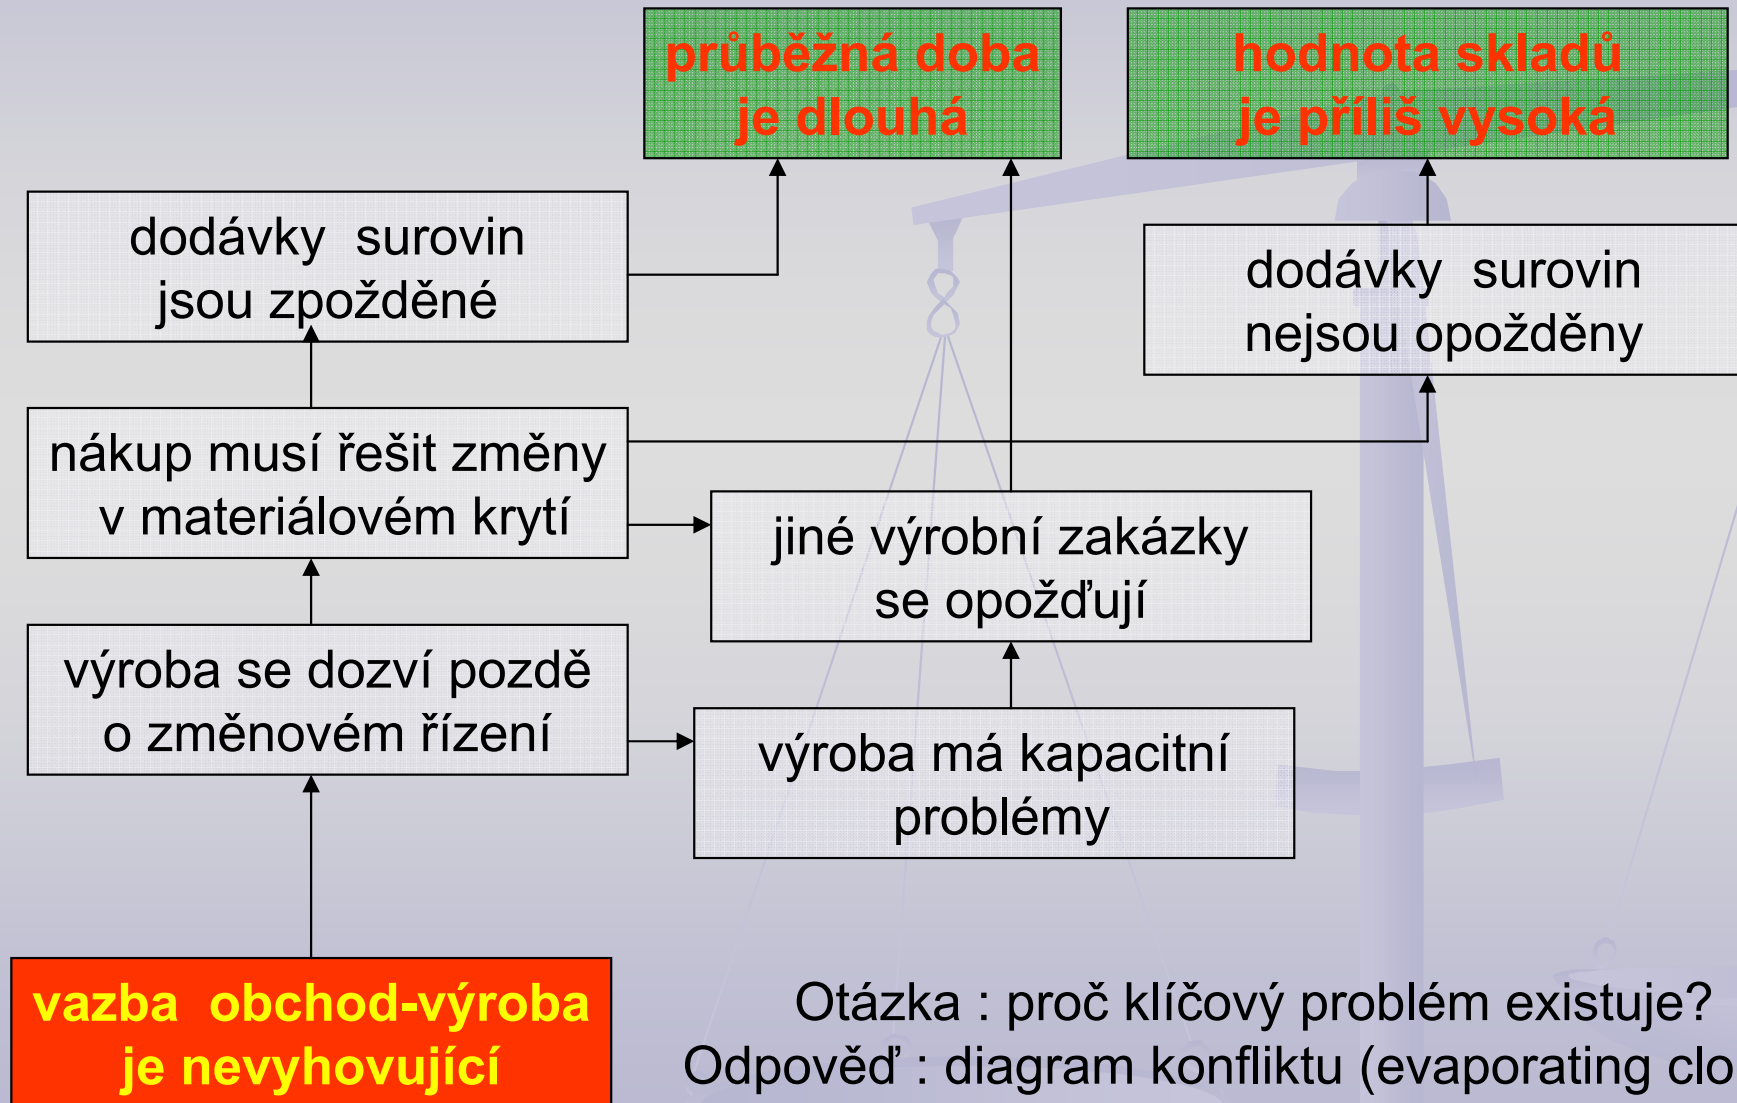 průběžná doba
je dlouhá
hodnota skladů
je příliš vysoká
dodávky surovin
jsou zpožděné
dodávky surovin
nejsou opožděny
nákup musí řešit změny
v materiálovém krytí
jiné výrobní zakázky
se opožďují
výroba se dozví pozdě
o změnovém řízení
výroba má kapacitní
problémy
vazba obchod-výroba
je nevyhovující
Otázka : proč klíčový problém existuje?
Odpověď : diagram konfliktu (evaporating clo